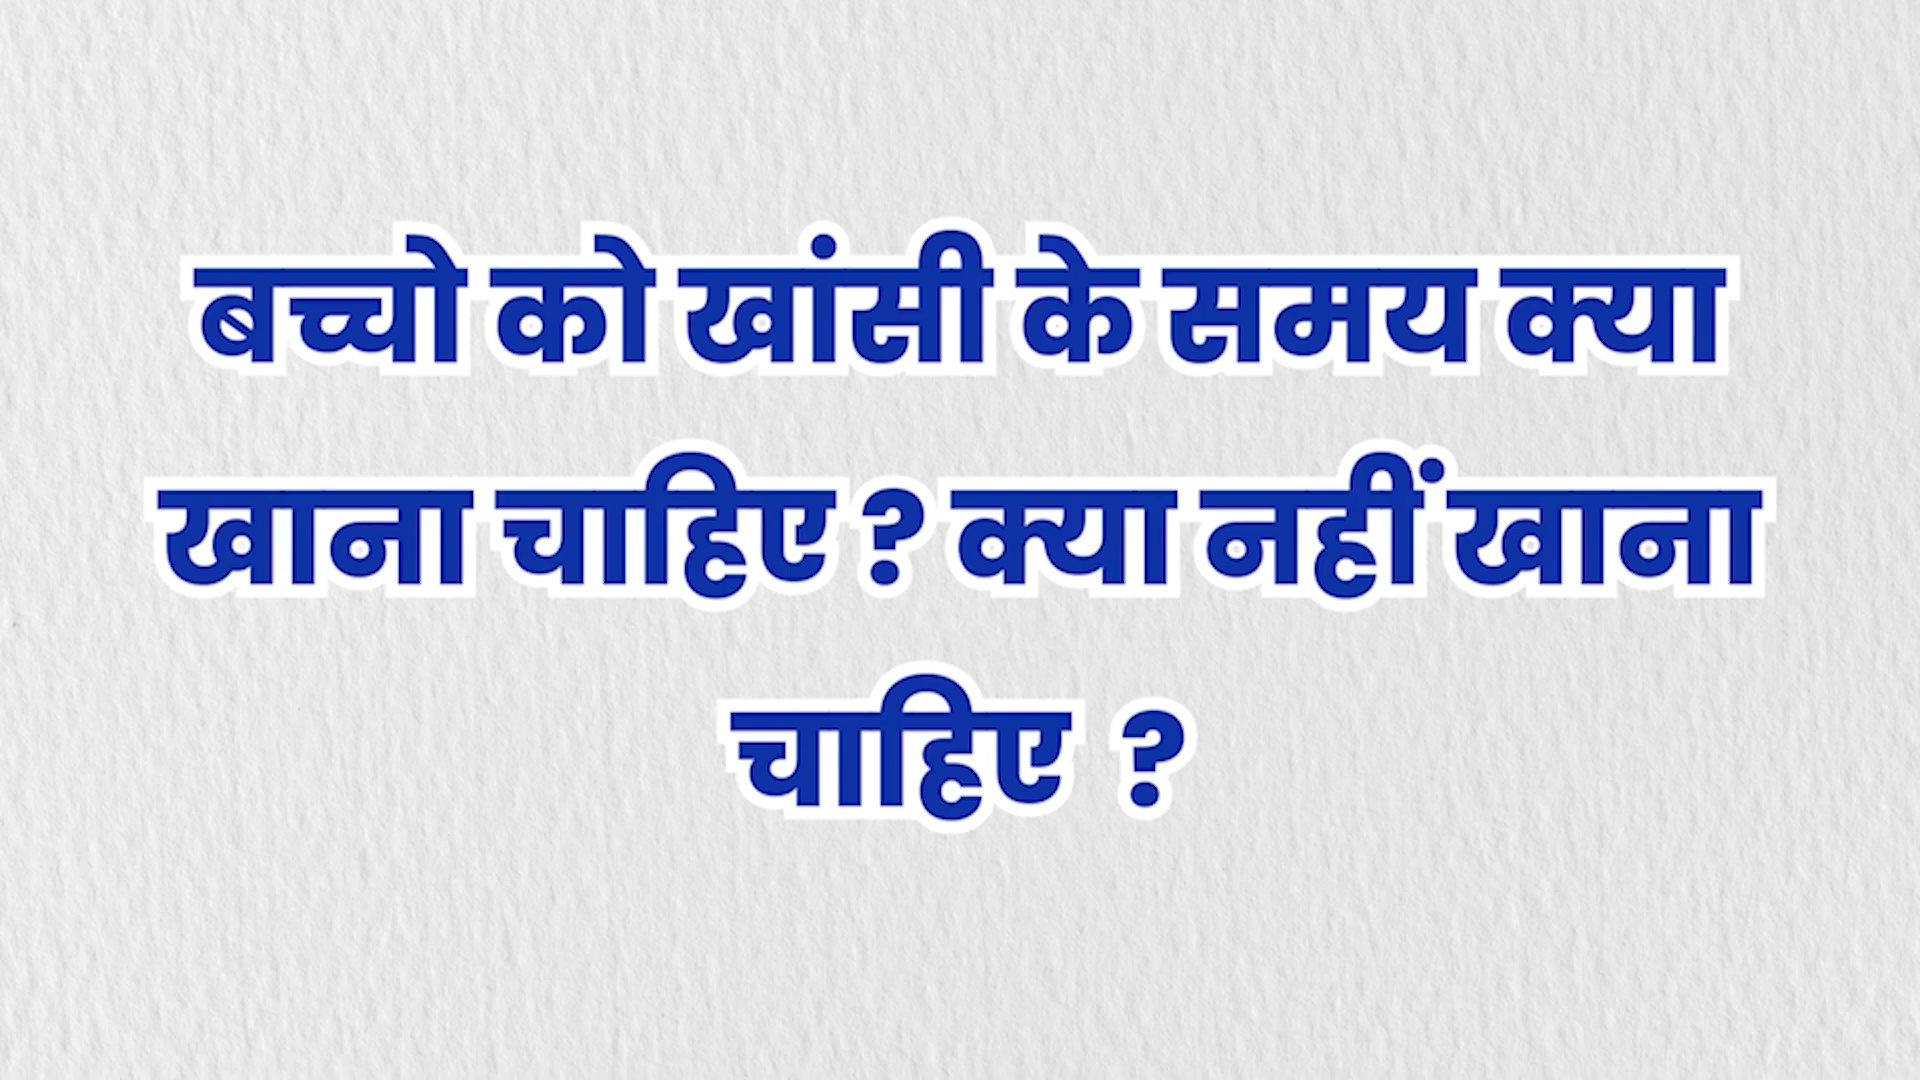 बच्चो को खांसी के समय क्या
खाना चाहिए ? क्या नहीं खाना
चाहिए ?